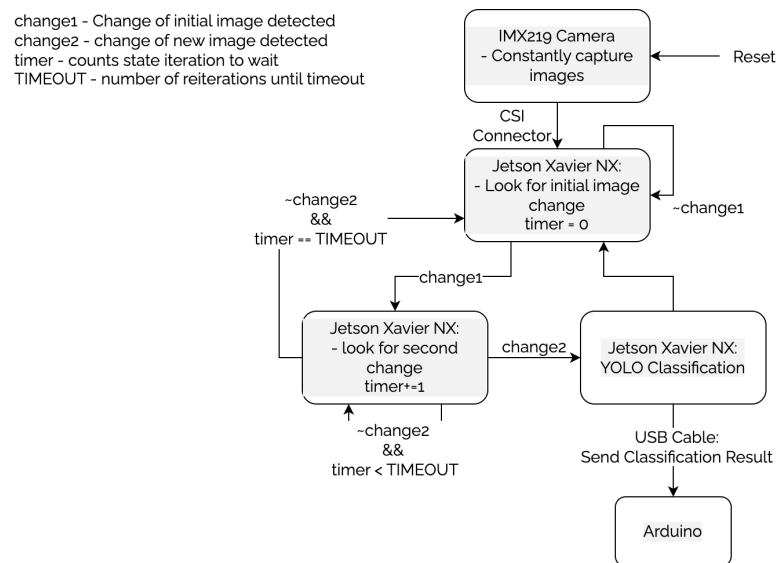 change1 - Change of initial image detected
change2 - change of new image detected
timer - counts state iteration to wait
TIMEOUT - number of reiterations until timeout
IMX219 Camera
- Constantly capture
images
Reset
CSI
Connector
Jetson Xavier NX:
- Look for initial image
change
timer = 0
~change1
~change2
&&
timer == TIMEOUT
change1
Jetson Xavier NX:
- look for second
change
timer+=1
change2
Jetson Xavier NX:
YOLO Classification
~change2
&&
timer < TIMEOUT
USB Cable:
Send Classification Result
Arduino